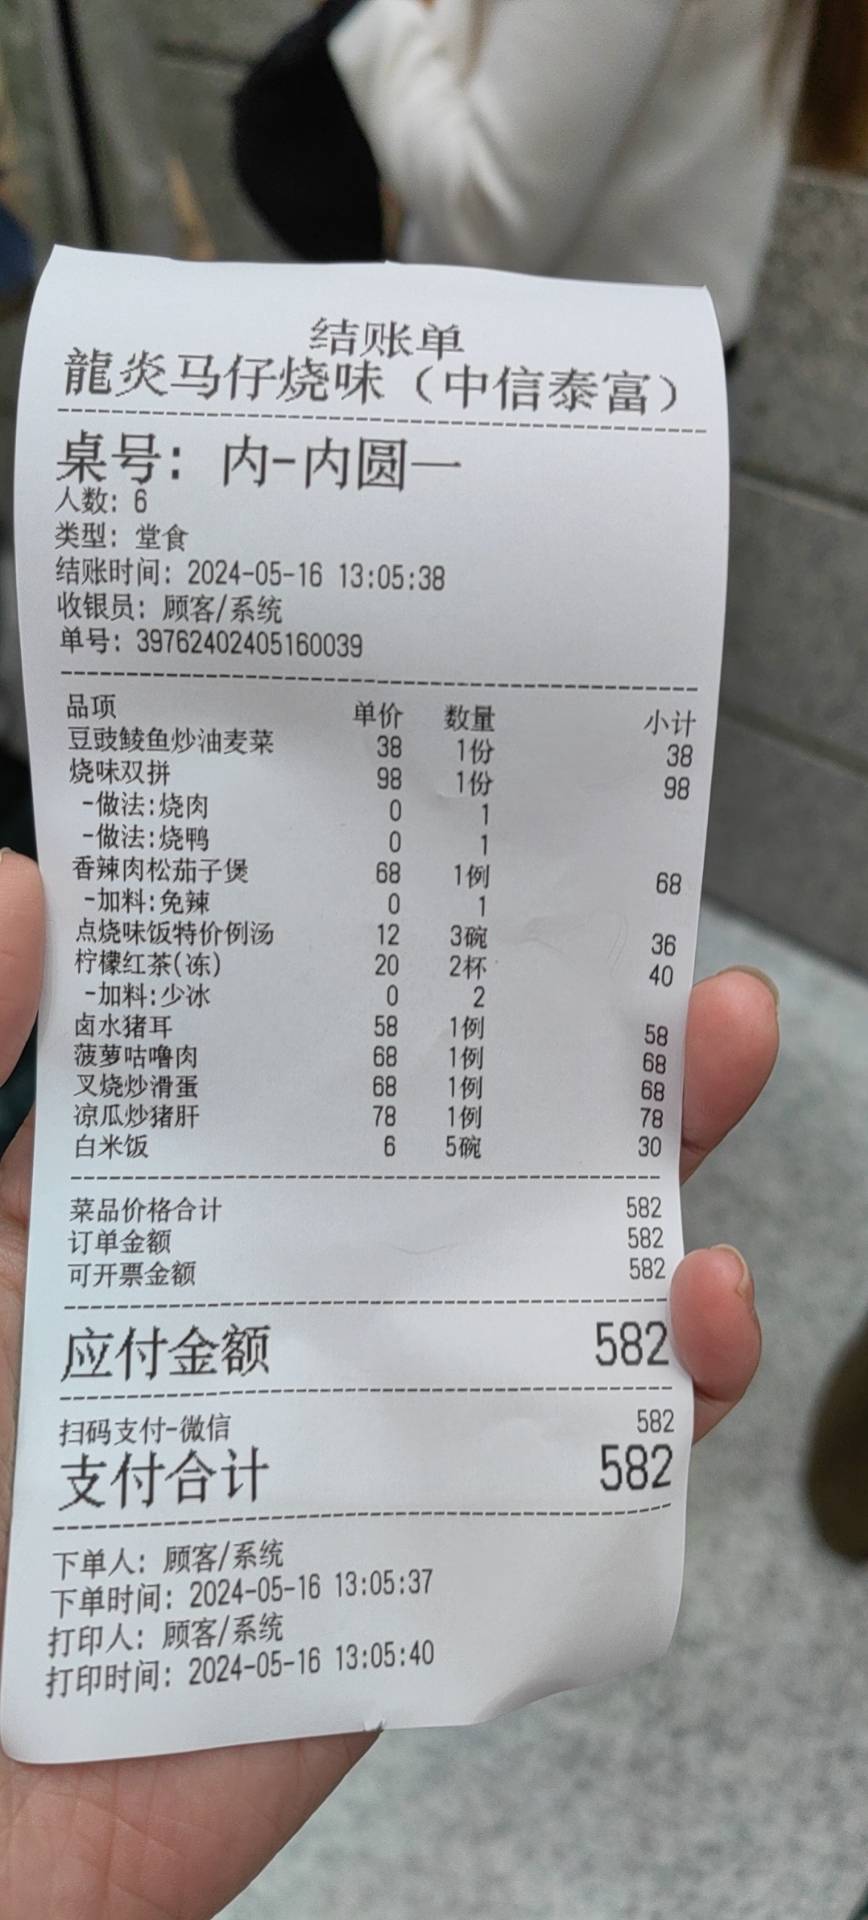 结账单
龍炎马仔烧味（中信泰富）
桌号：内-内圆一
人数：6
类型：堂食
结账时间：2024-05-16 13:05:38
收银员：顾客/系统
单号：39762402405160039
品项 单价 数量 小计
豆豉鲮鱼炒油麦菜 38 1份 38
烧味双拼 98 1份 98
-做法:烧肉 0 1
-做法:烧鸭 0 1
香辣肉松茄子煲 68 1例 68
-加料:免辣 0 1
点烧味饭特价例汤 12 3碗 36
柠檬红茶(冻) 20 2杯 40
-加料:少冰 0 2
卤水猪耳 58 1例 58
菠萝咕噜肉 68 1例 68
叉烧炒滑蛋 68 1例 68
凉瓜炒猪肝 78 1例 78
白米饭 6 5碗 30
菜品价格合计 582
订单金额 582
可开票金额 582
应付金额 582
扫码支付-微信 582
支付合计 582
下单人：顾客/系统
下单时间：2024-05-16 13:05:37
打印人：顾客/系统
打印时间：2024-05-16 13:05:40